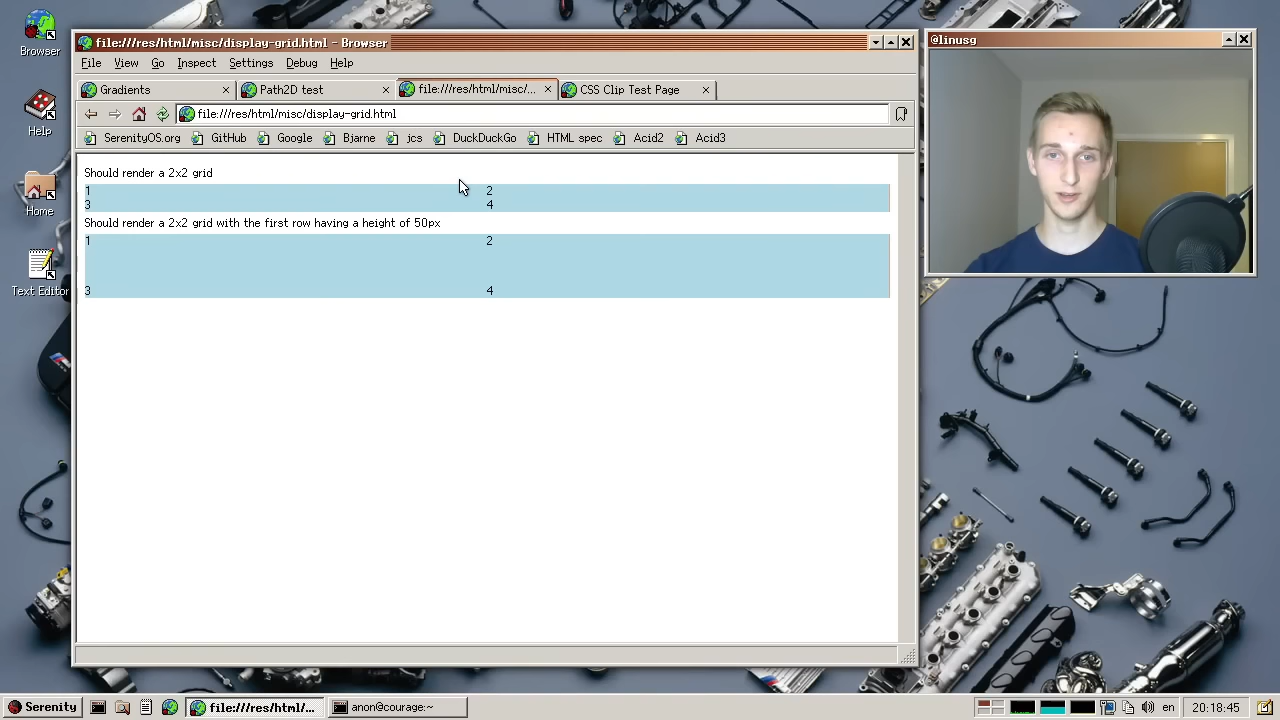 Browser
Help
Home
Text Editor
file:///res/html/misc/display-grid.html - Browser
File View Go Inspect Settings Debug Help
Gradients
Path2D test
file:///res/html/misc/...
CSS Clip Test Page
file:///res/html/misc/display-grid.html
SerenityOS.org GitHub Google Bjarne jcs DuckDuckGo HTML spec Acid2 Acid3
Should render a 2x2 grid
1 2
3 4
Should render a 2x2 grid with the first row having a height of 50px
1 2
3 4
@linusg
Serenity
file:///res/html/...
en 20:18:45